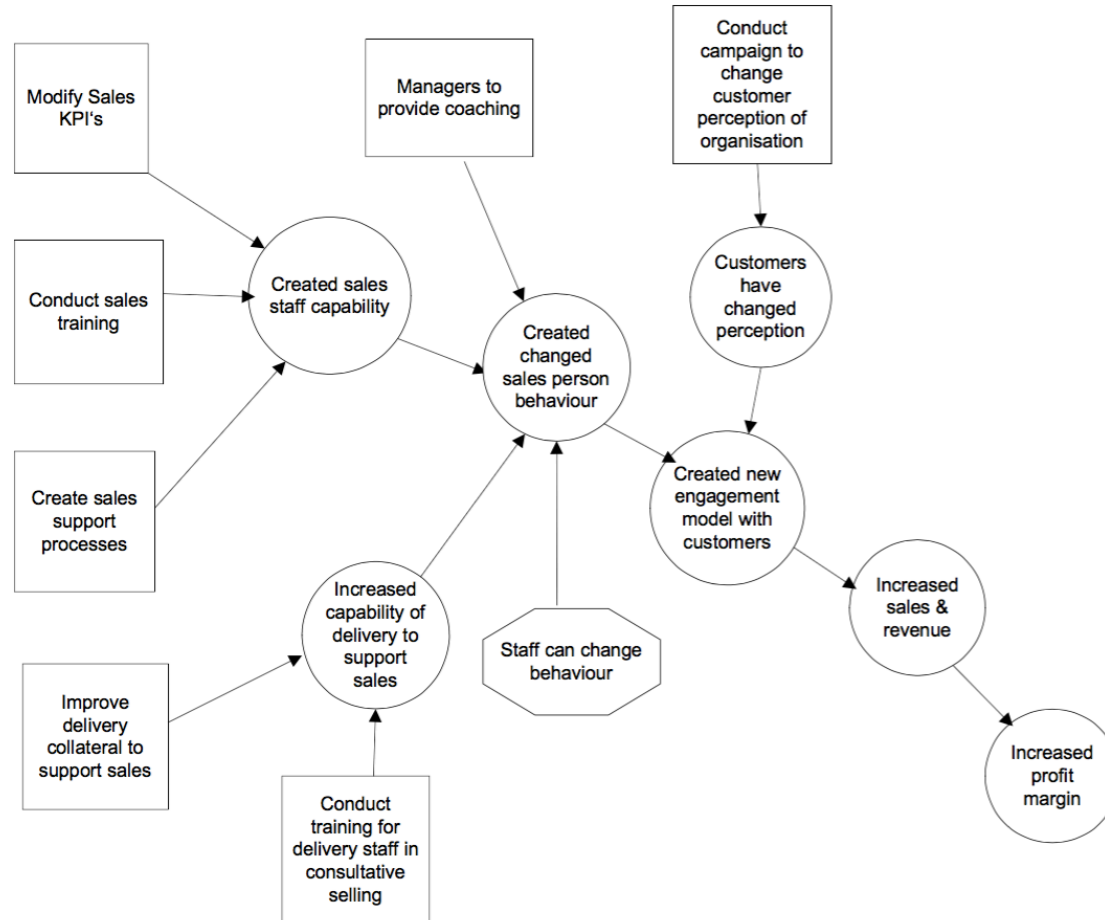 Modify Sales
KPI's
Managers to
provide coaching
Conduct
campaign to
change
customer
perception of
organisation
Conduct sales
training
Created sales
staff capability
Created
changed
sales person
behaviour
Customers
have
changed
perception
Create sales
support
processes
Created new
engagement
model with
customers
Increased
capability of
delivery to
support
sales
Staff can change
behaviour
Increased
sales &
revenue
Improve
delivery
collateral to
support sales
Conduct
training for
delivery staff in
consultative
selling
Increased
profit
margin